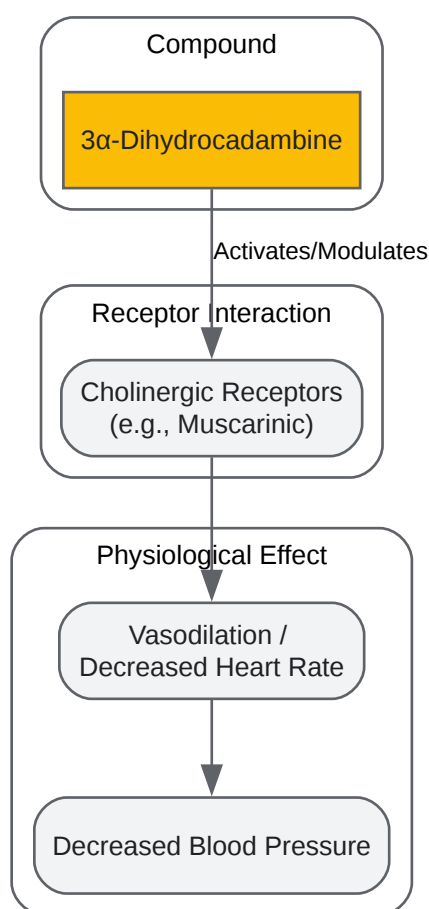 Compound
3α-Dihydrocadambine
Activates/Modulates
Receptor Interaction
Cholinergic Receptors
(e.g., Muscarinic)
Physiological Effect
Vasodilation /
Decreased Heart Rate
Decreased Blood Pressure